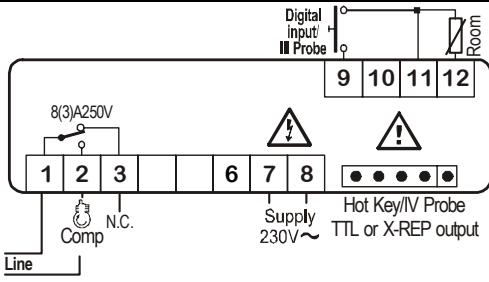 Digital
input/
III Probe
Room
9 10 11 12
8(3)A250V
1 2 3 6 7 8
Comp
N.C.
Supply
230V~
Hot Key/IV Probe
TTL or X-REP output
Line